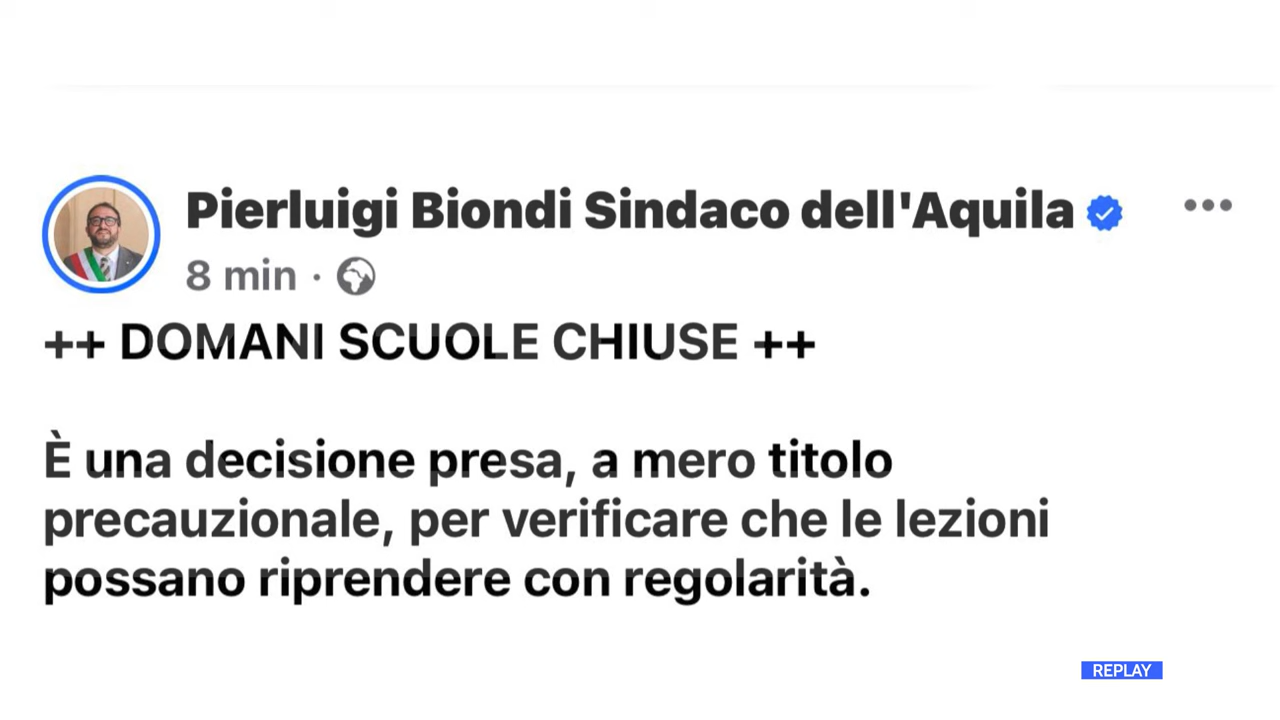 Pierluigi Biondi Sindaco dell'Aquila
8 min ·
++ DOMANI SCUOLE CHIUSE ++
È una decisione presa, a mero titolo
precauzionale, per verificare che le lezioni
possano riprendere con regolarità.
REPLAY